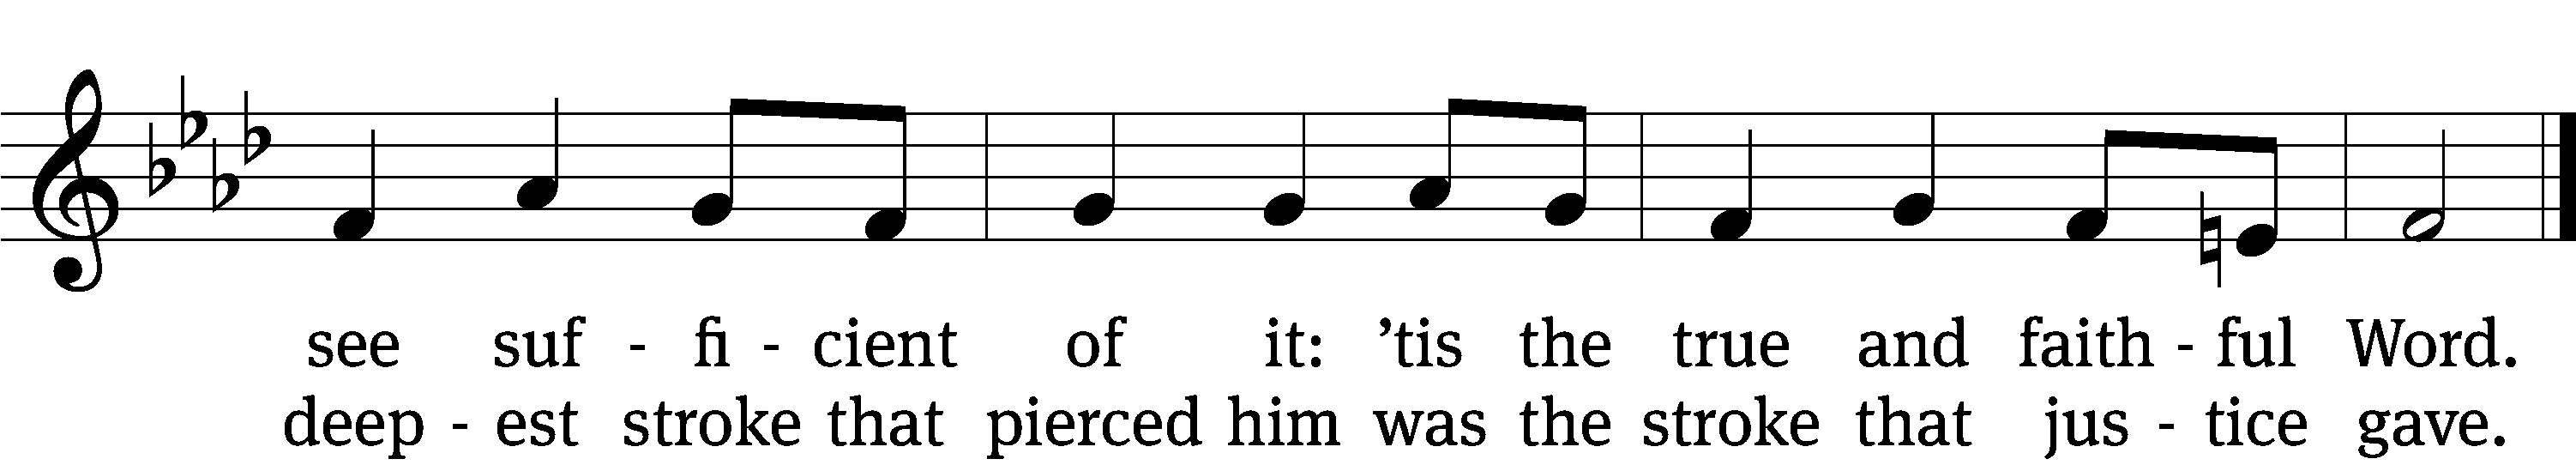 see suf - fi - cient of it: ’tis the true and faith - ful Word.
deep - est stroke that pierced him was the stroke that jus - tice gave.